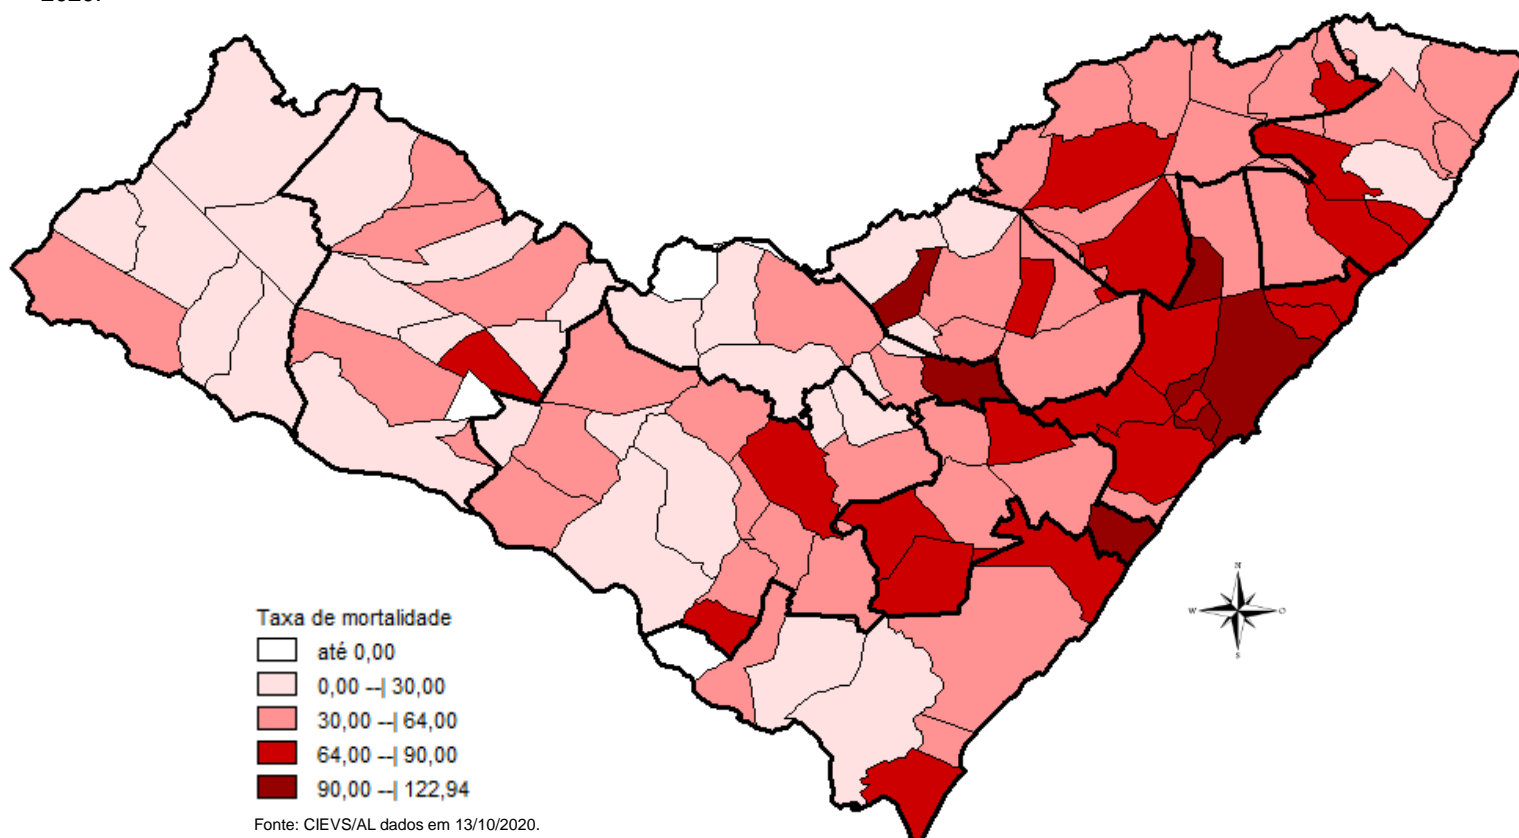 2020.
N
W
O
S
Taxa de mortalidade
até 0,00
0,00 --| 30,00
30,00 --| 64,00
64,00 --| 90,00
90,00 --| 122,94
Fonte: CIEVS/AL dados em 13/10/2020.